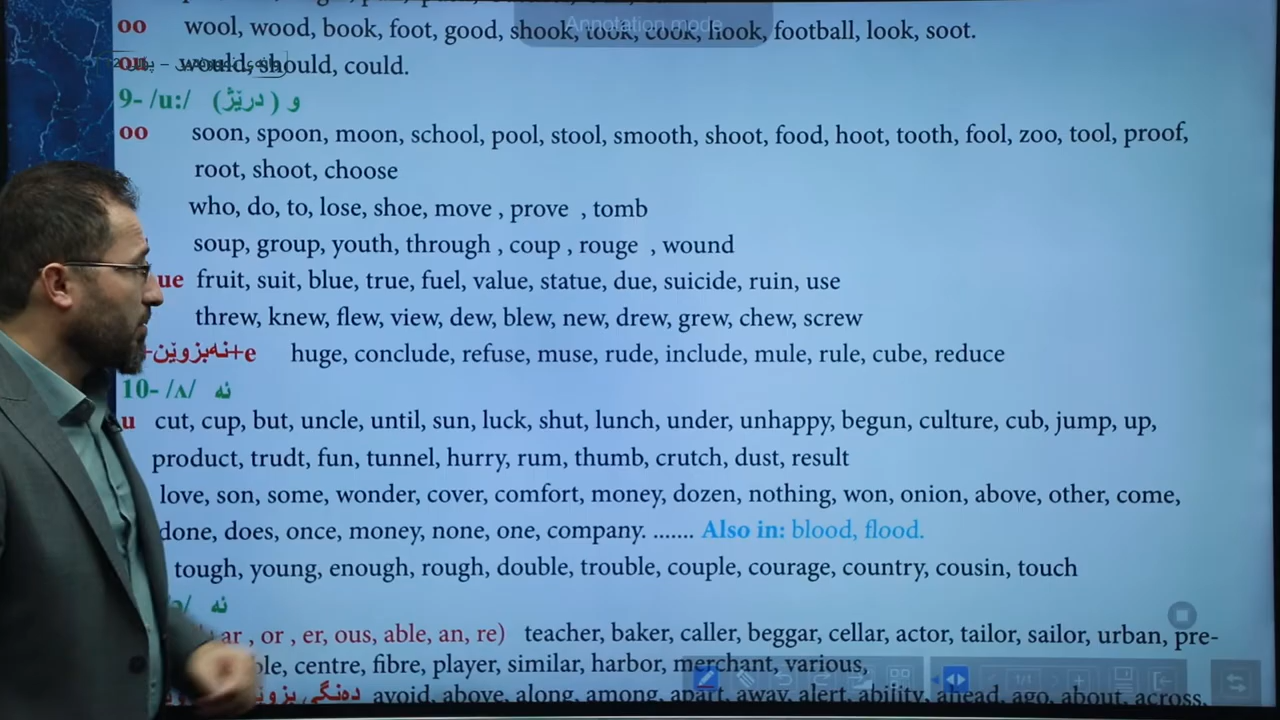 oo wool, wood, book, foot, good, shook, took, cook, hook, football, look, soot.
Annotation mode
ou would, should, could.
9- /u:/ و ( درێژ)
oo soon, spoon, moon, school, pool, stool, smooth, shoot, food, hoot, tooth, fool, zoo, tool, proof,
root, shoot, choose
who, do, to, lose, shoe, move , prove , tomb
soup, group, youth, through , coup , rouge , wound
ue fruit, suit, blue, true, fuel, value, statue, due, suicide, ruin, use
threw, knew, flew, view, dew, blew, new, drew, grew, chew, screw
+نەبزوێن+e huge, conclude, refuse, muse, rude, include, mule, rule, cube, reduce
10- /ʌ/ ئە
u cut, cup, but, uncle, until, sun, luck, shut, lunch, under, unhappy, begun, culture, cub, jump, up,
product, trudt, fun, tunnel, hurry, rum, thumb, crutch, dust, result
love, son, some, wonder, cover, comfort, money, dozen, nothing, won, onion, above, other, come,
done, does, once, money, none, one, company. ....... Also in: blood, flood.
tough, young, enough, rough, double, trouble, couple, courage, country, cousin, touch
ə/ ئە
ar , or , er, ous, able, an, re) teacher, baker, caller, beggar, cellar, actor, tailor, sailor, urban, pre-
ble, centre, fibre, player, similar, harbor, merchant, various,
avoid, above, along, among, apart, away, alert, ability, ahead, ago, about, across,
1/1